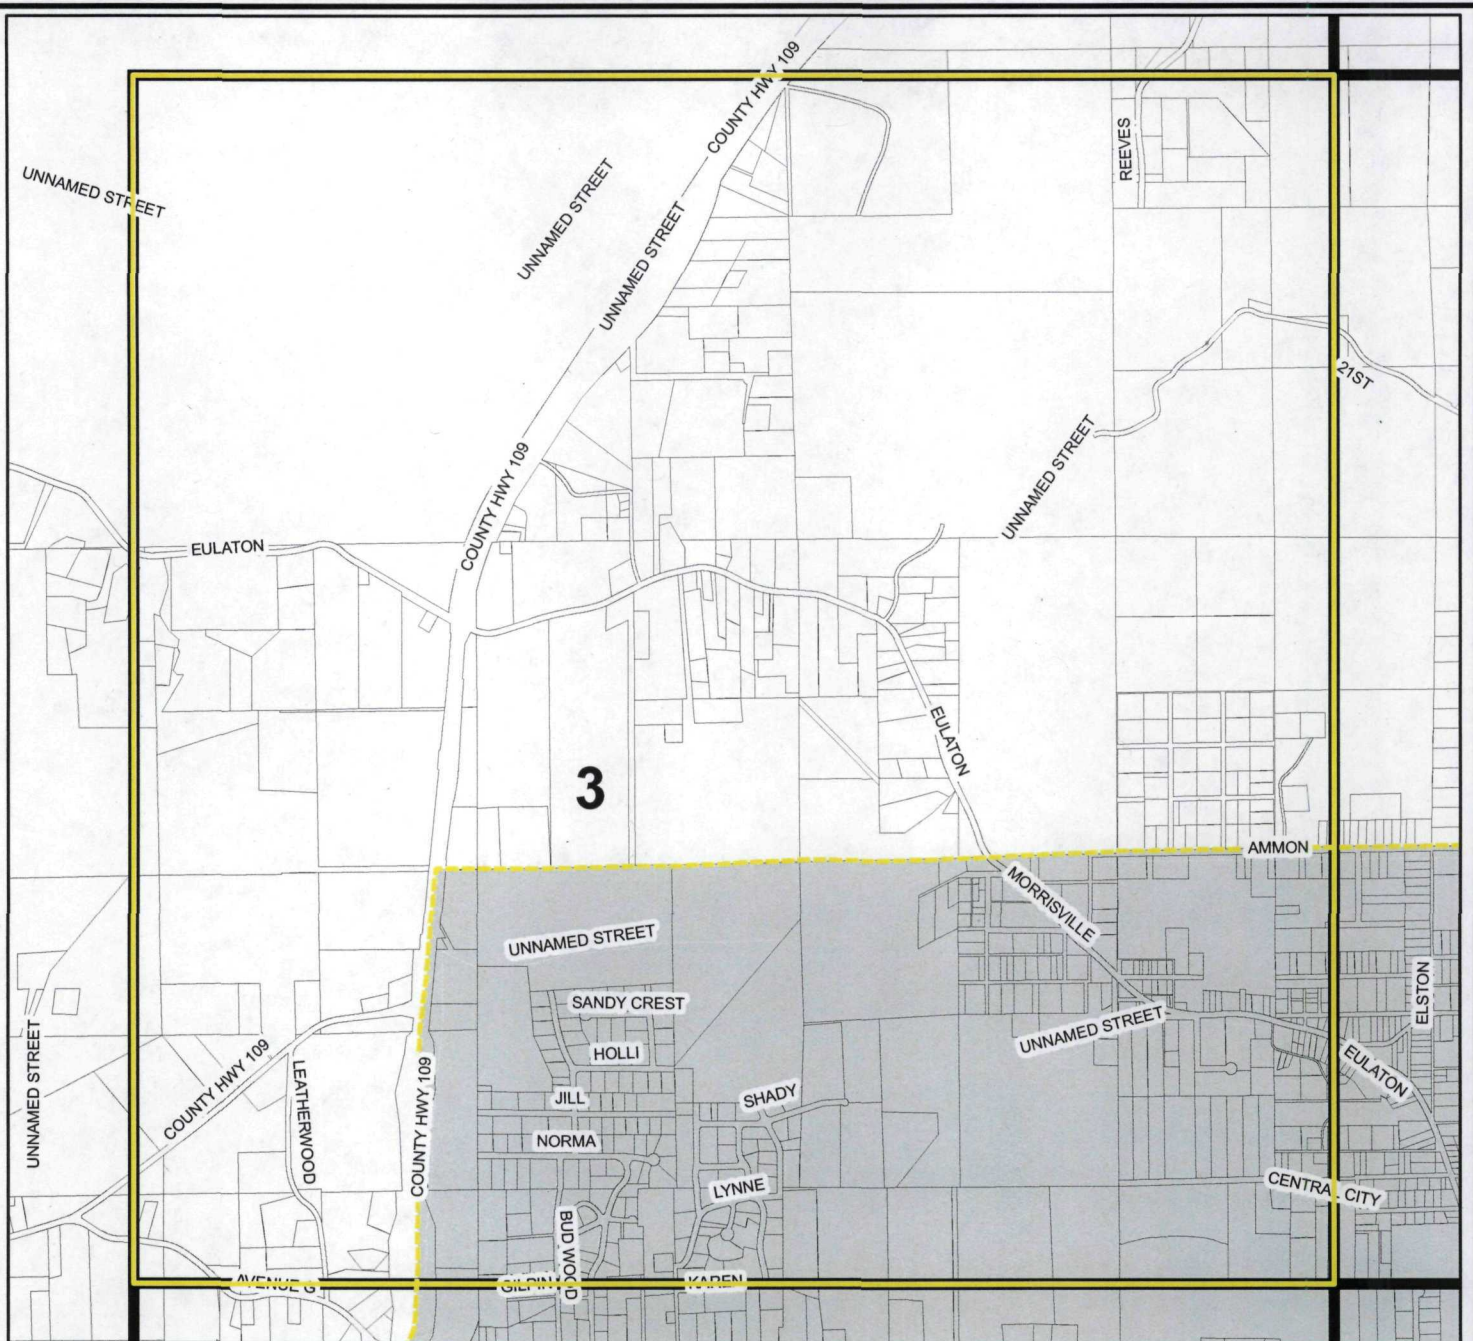 COUNTY HWY 109
REEVES
UNNAMED STREET
UNNAMED STREET
UNNAMED STREET
21ST
UNNAMED STREET
COUNTY HWY 109
EULATON
EULATON
3
AMMON
MORRISVILLE
UNNAMED STREET
ELSTON
SANDY CREST
UNNAMED STREET
UNNAMED STREET
HOLLI
COUNTY HWY 109
LEATHERWOOD
COUNTY HWY 109
EULATON
JILL
SHADY
NORMA
LYNNE
CENTRAL CITY
BUD WOOD
AVENUE G
GILPIN
KAREN